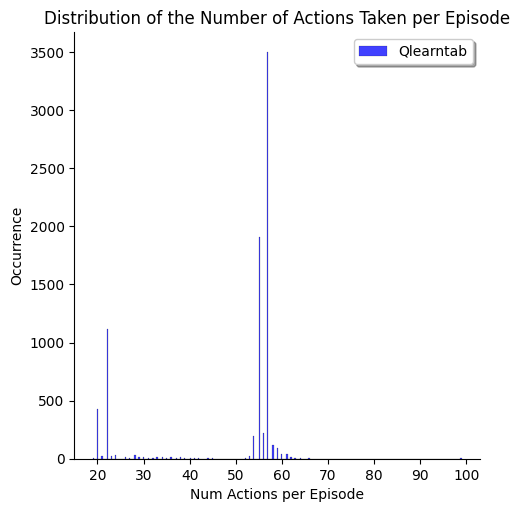 Distribution of the Number of Actions Taken per Episode
Qlearntab
3500
3000
2500
2000
1500
1000
500
0
Occurrence
20 30 40 50 60 70 80 90 100
Num Actions per Episode